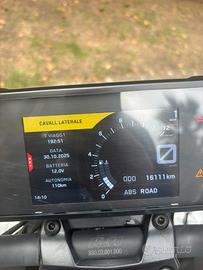 CAVALL LATERALE
T VIAGG1
192:51
DATA
30.10.2025
BATTERIA
12.0V
AUTONOMIA
110km
14:10
ODO 16111km
ABS ROAD
0